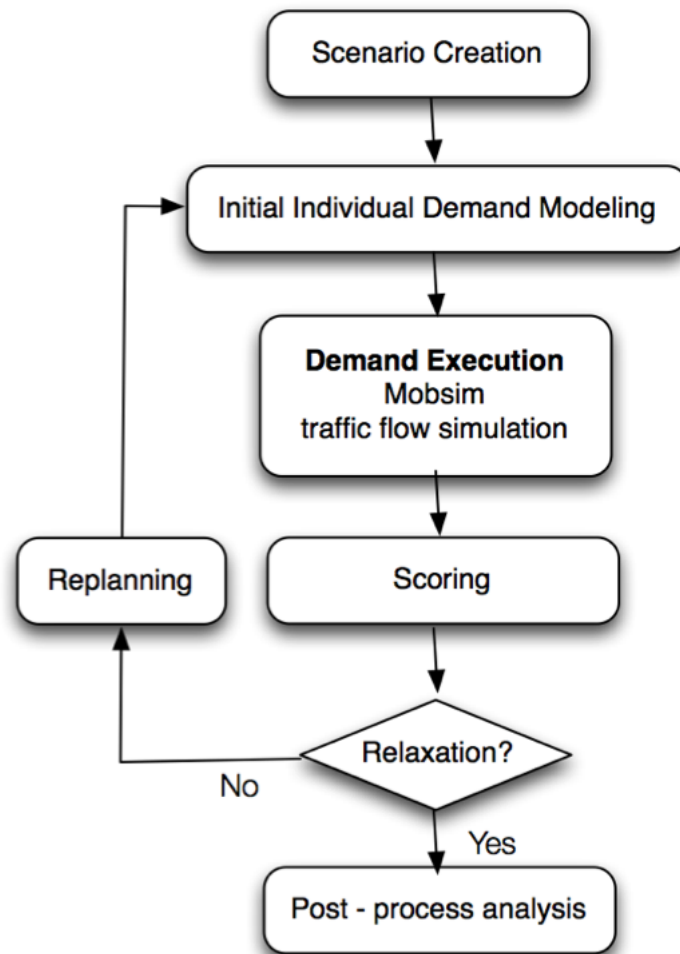 Scenario Creation
Initial Individual Demand Modeling
Demand Execution
Mobsim
traffic flow simulation
Replanning
Scoring
Relaxation?
No
Yes
Post - process analysis